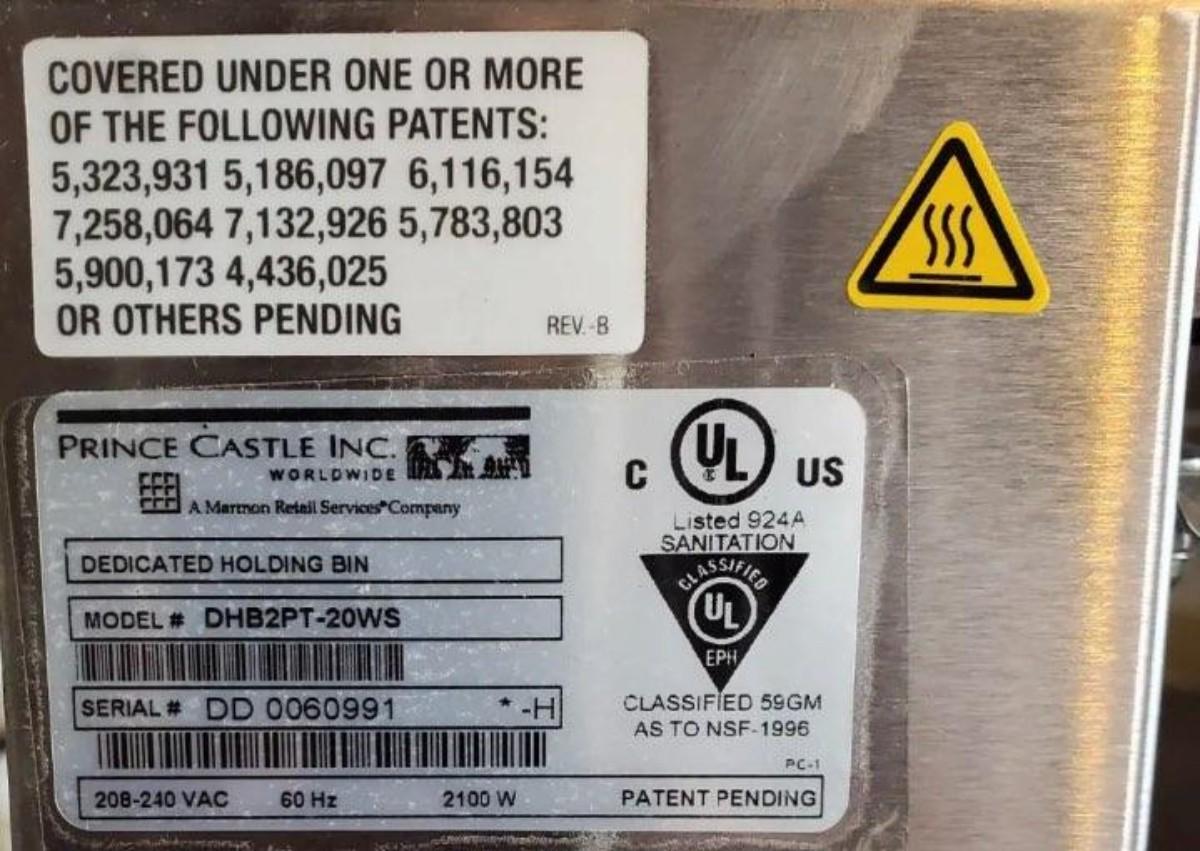 COVERED UNDER ONE OR MORE
OF THE FOLLOWING PATENTS:
5,323,931 5,186,097 6,116,154
7,258,064 7,132,926 5,783,803
5,900,173 4,436,025
OR OTHERS PENDING REV.-B
PRINCE CASTLE INC.
WORLDWIDE
A Marmon Retail Services® Company
DEDICATED HOLDING BIN
MODEL # DHB2PT-20WS
SERIAL # DD 0060991 * -H
208-240 VAC 60 Hz 2100 W PATENT PENDING
C UL US
Listed 924A
SANITATION
CLASSIFIED
UL
EPH
CLASSIFIED 59GM
AS TO NSF-1996
PC-1